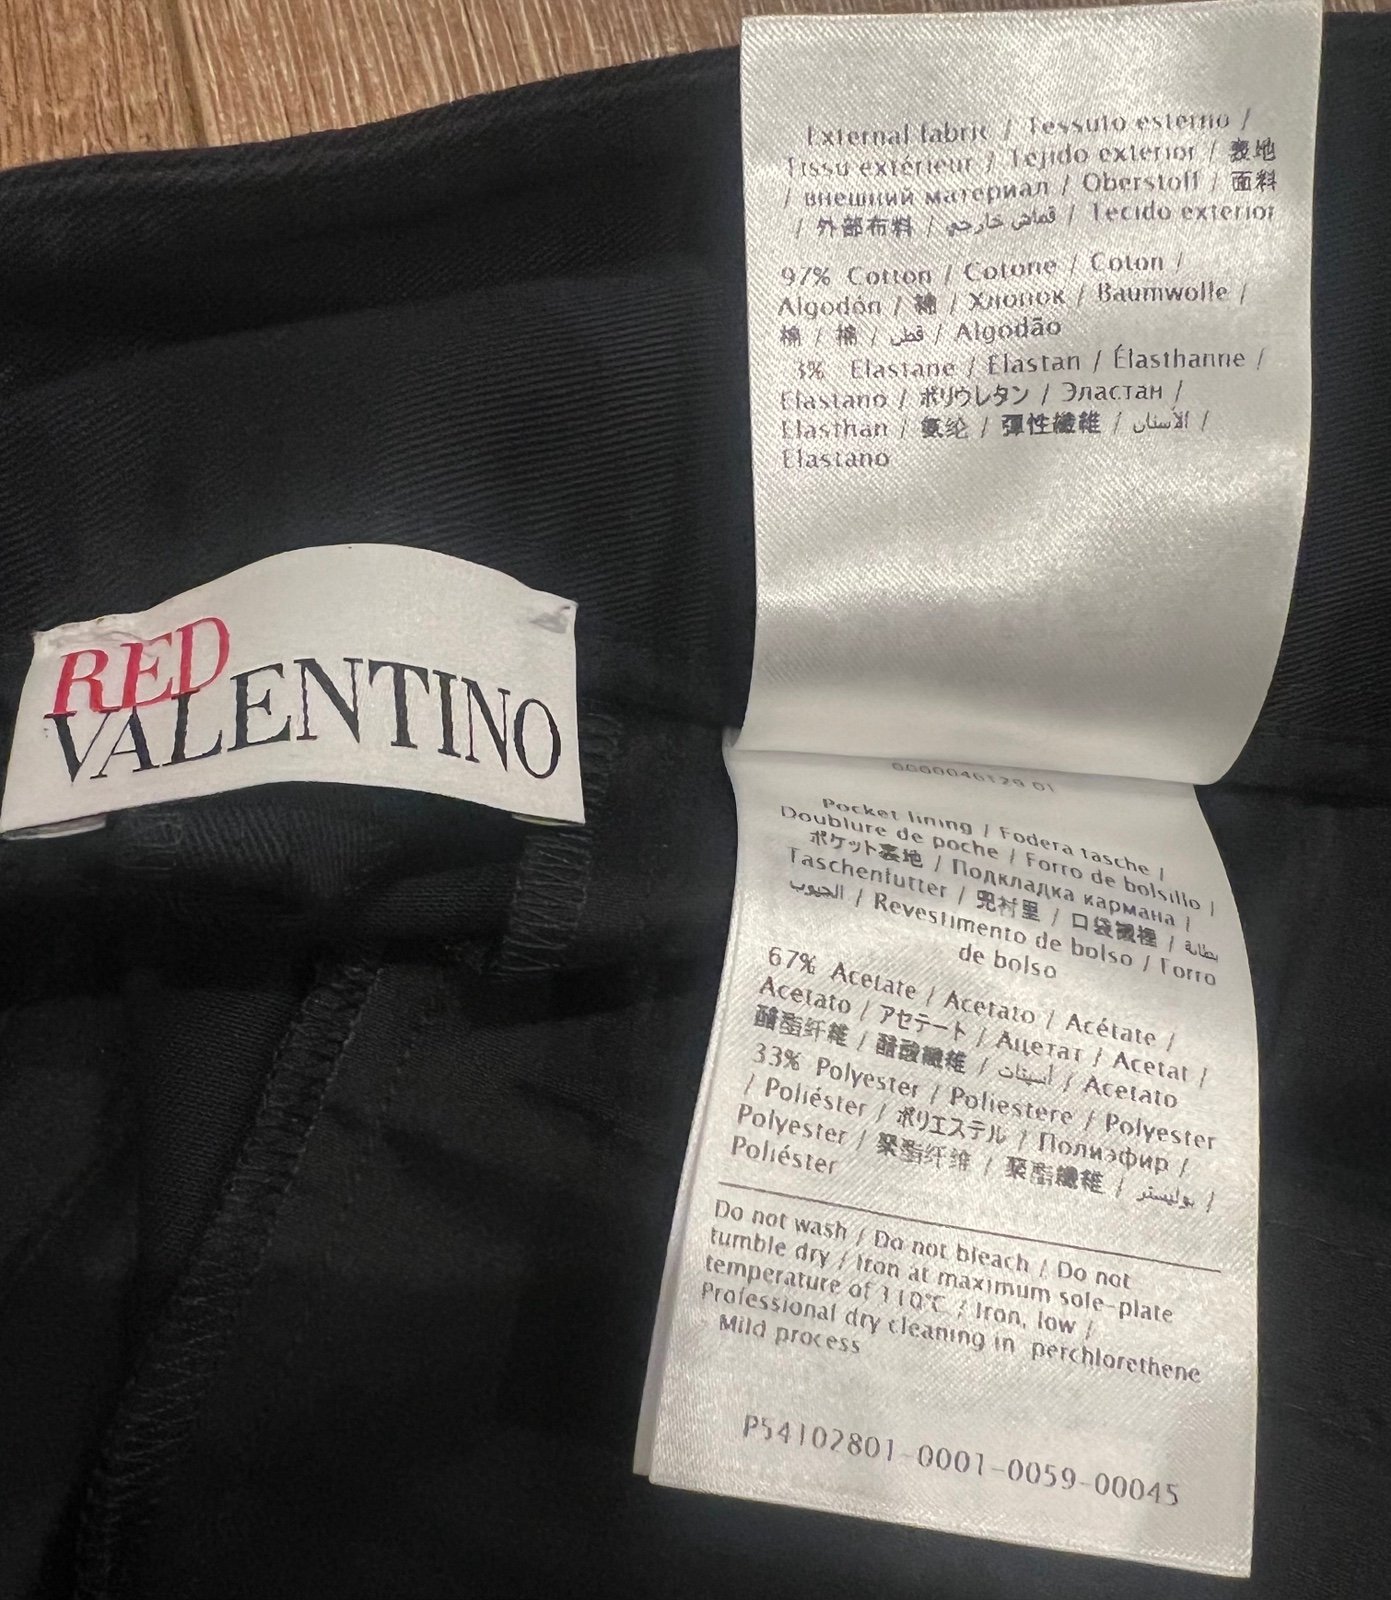 RED
VALENTINO
External fabric / Tessuto esterno /
Tissu extérieur / Tejido exterior / 表地
/ внешний материал / Oberstoff / 面料
/ 外部布料 / قماش خارجي / Tecido exterior
97% Cotton / Cotone / Coton /
Algodón / 綿 / Хлопок / Baumwolle /
棉 / 棉 / قطن / Algodão
3% Elastane / Elastan / Élasthanne /
Elastano / ポリウレタン / Эластан /
Elasthan / 氨纶 / 彈性纖維 / الأستان /
Elastano
0000046129 01
Pocket lining / Fodera tasche /
Doublure de poche / Forro de bolsillo /
ポケット裏地 / Подкладка кармана /
Taschenfutter / 兜衬里 / 口袋襯裡 / بطانة
الجيوب / Revestimento de bolso / Forro
de bolso
67% Acetate / Acetato / Acétate /
Acetato / アセテート / Ацетат / Acetat /
醋酯纤维 / 醋酸纖維 / أسيتات / Acetato
33% Polyester / Poliestere / Polyester
/ Poliéster / ポリエステル / Полиэфир /
Polyester / 聚酯纤维 / 聚酯纖維 / بوليستر /
Poliéster
Do not wash / Do not bleach / Do not
tumble dry / Iron at maximum sole-plate
temperature of 110°C / Iron, low /
Professional dry cleaning in perchlorethene
Mild process
P54102801-0001-0059-00045